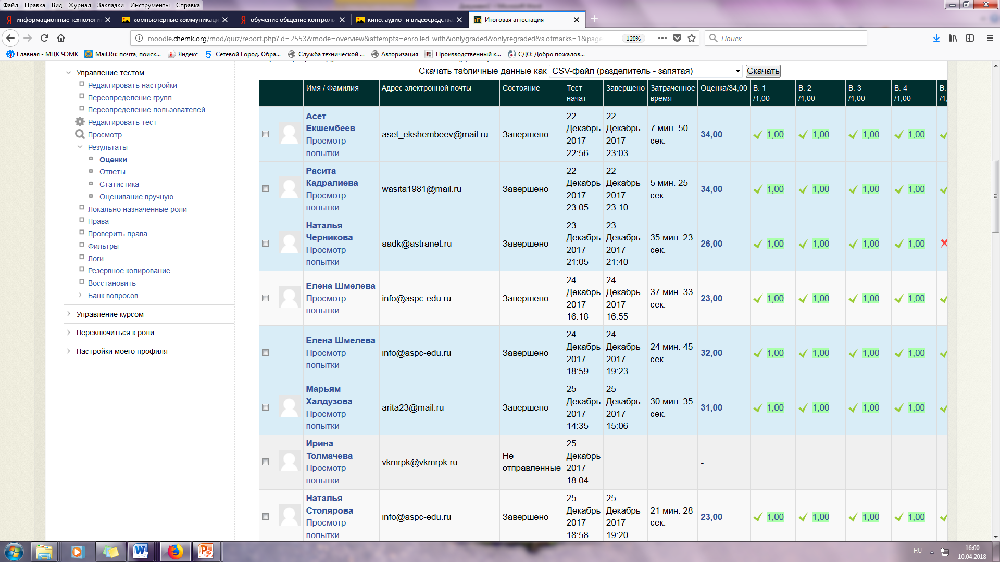 Файл Правка Вид Журнал Закладки Инструменты Справка
информационные технологи
компьютерные коммуникаци
обучение общение контроль
кино, аудио- и видеосредства
Итоговая аттестация
moodle.chemk.org/mod/quiz/report.php?id=2553&mode=overview&attempts=enrolled_with&onlygraded&onlyregraded&slotmarks=1&page
120%
Поиск
Главная - МЦК ЧЭМК
Mail.Ru: почта, поиск...
Яндекс
Сетевой Город. Обра...
Служба технической ...
Авторизация
Производственный к...
СДО: Добро пожалов...
Управление тестом
Редактировать настройки
Переопределение групп
Переопределение пользователей
Редактировать тест
Просмотр
Результаты
Оценки
Ответы
Статистика
Оценивание вручную
Локально назначенные роли
Права
Проверить права
Фильтры
Логи
Резервное копирование
Восстановить
Банк вопросов
Управление курсом
Переключиться к роли...
Настройки моего профиля
Скачать табличные данные как CSV-файл (разделитель - запятая) Скачать
Имя / Фамилия Адрес электронной почты Состояние Тест Завершено Затраченное Оценка/34,00 В. 1 В. 2 В. 3 В. 4 В.
начат время /1,00 /1,00 /1,00 /1,00 /1,
Асет 22 22
Екшембеев Декабрь Декабрь 7 мин. 50
aset_ekshembeev@mail.ru Завершено 34,00 1,00 1,00 1,00 1,00
Просмотр 2017 2017 сек.
попытки 22:56 23:03
Расита 22 22
Кадралиева Декабрь Декабрь 5 мин. 25
wasita1981@mail.ru Завершено 34,00 1,00 1,00 1,00 1,00
Просмотр 2017 2017 сек.
попытки 23:05 23:10
Наталья 23 23
Черникова Декабрь Декабрь 35 мин. 23
aadk@astranet.ru Завершено 26,00 1,00 1,00 1,00 1,00
Просмотр 2017 2017 сек.
попытки 21:05 21:40
24 24
Елена Шмелева Декабрь Декабрь 37 мин. 33
Просмотр info@aspc-edu.ru Завершено 23,00 1,00 1,00 1,00 1,00
попытки 2017 2017 сек.
16:18 16:55
24 24
Елена Шмелева Декабрь Декабрь 24 мин. 45
Просмотр info@aspc-edu.ru Завершено 32,00 1,00 1,00 1,00 1,00
попытки 2017 2017 сек.
18:59 19:23
Марьям 25 25
Халдузова Декабрь Декабрь 30 мин. 35
arita23@mail.ru Завершено 31,00 1,00 1,00 1,00 1,00
Просмотр 2017 2017 сек.
попытки 14:35 15:06
Ирина 25
Толмачева Не Декабрь
vkmrpk@vkmrpk.ru - - - - - - - -
Просмотр отправленные 2017
попытки 18:04
Наталья 25 25
Столярова Декабрь Декабрь 21 мин. 28
info@aspc-edu.ru Завершено 23,00 1,00 1,00 1,00 1,00
Просмотр 2017 2017 сек.
попытки 18:58 19:20
RU
16:00
10.04.2018